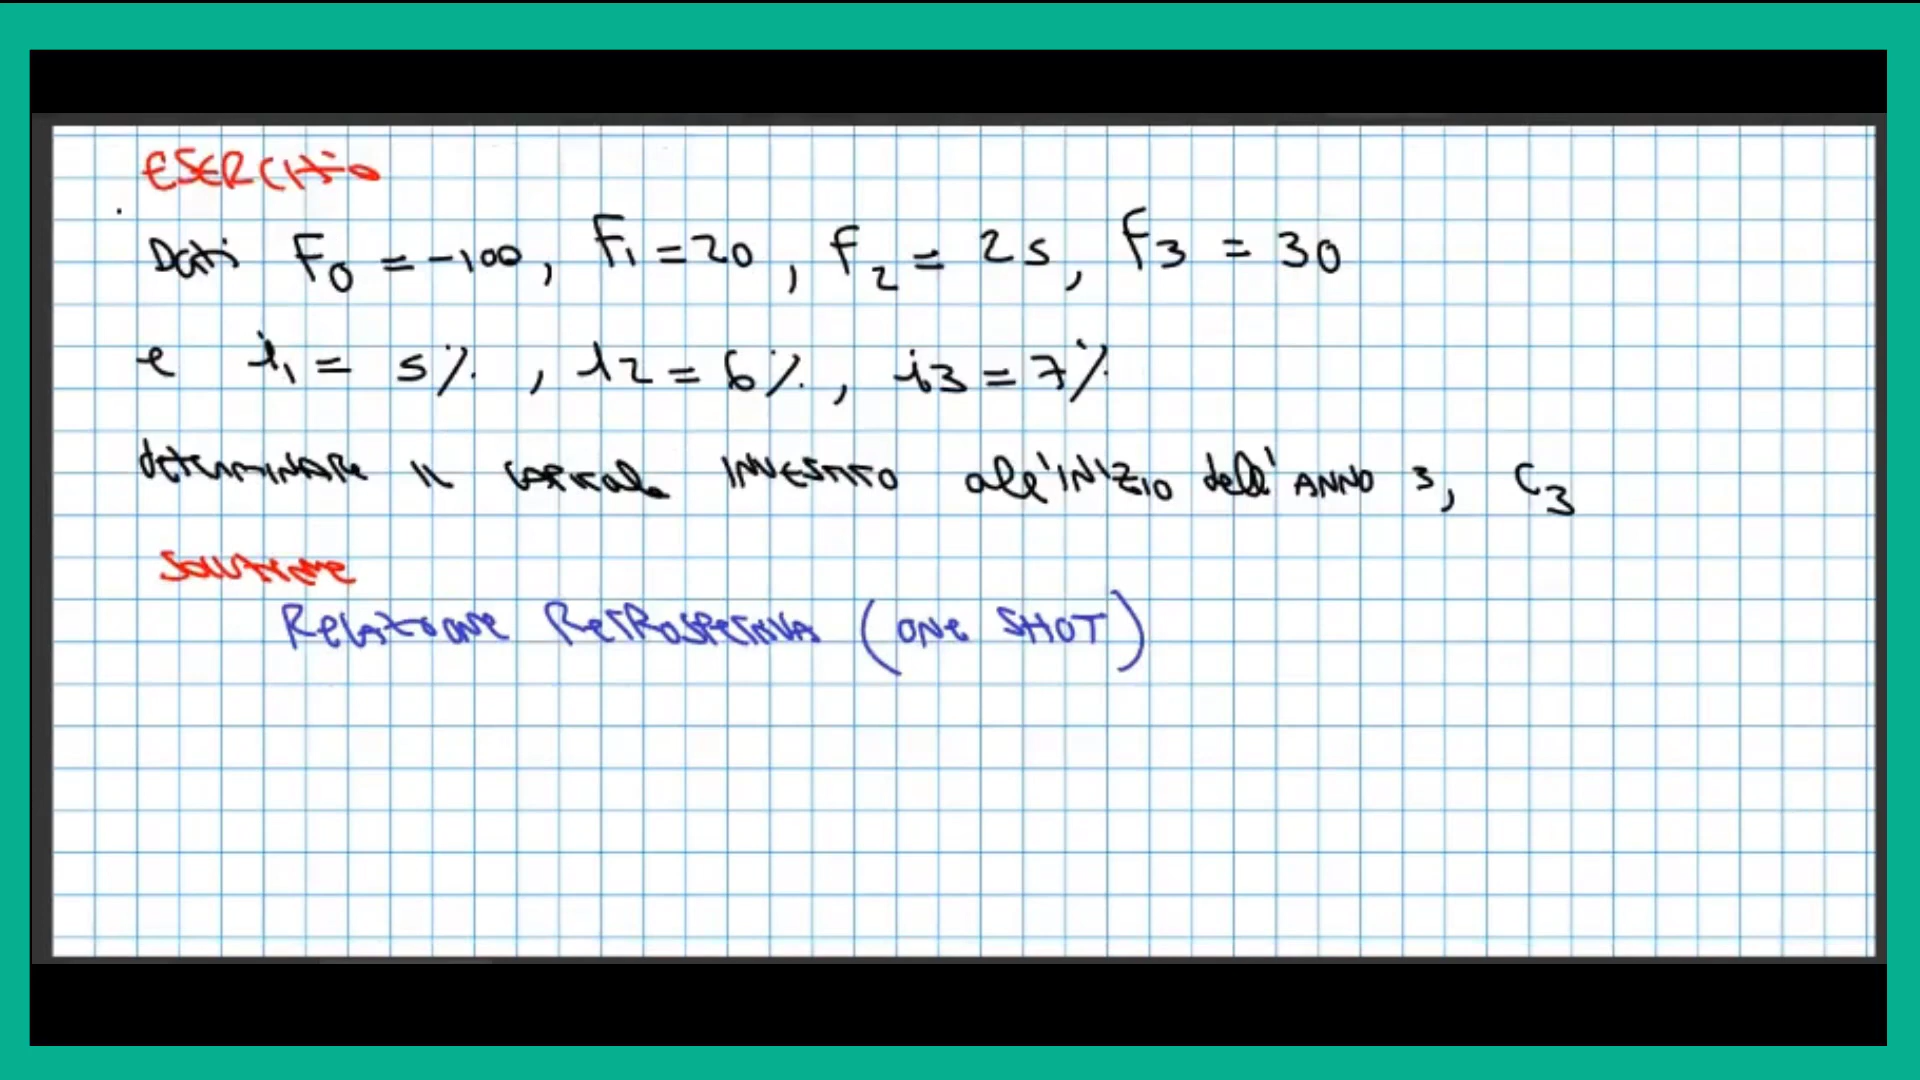 ESERCIZIO
Dati F0 = -100, F1 = 20, F2 = 25, F3 = 30
e i1 = 5%, i2 = 6%, i3 = 7%
determinare il capitale INVESTITO all'INIZIO dell'ANNO 3, C3
Soluzione
Relazione Retrospettiva (ONE SHOT)